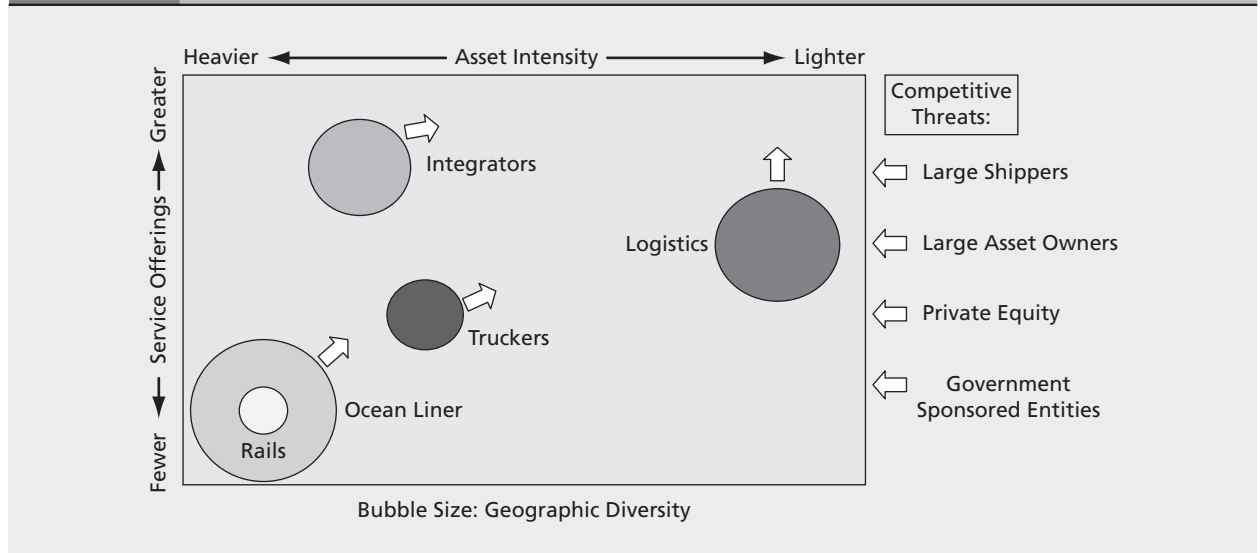 Heavier Asset Intensity Lighter
Fewer Service Offerings Greater
Integrators
Logistics
Truckers
Ocean Liner
Rails
Competitive
Threats:
Large Shippers
Large Asset Owners
Private Equity
Government
Sponsored Entities
Bubble Size: Geographic Diversity